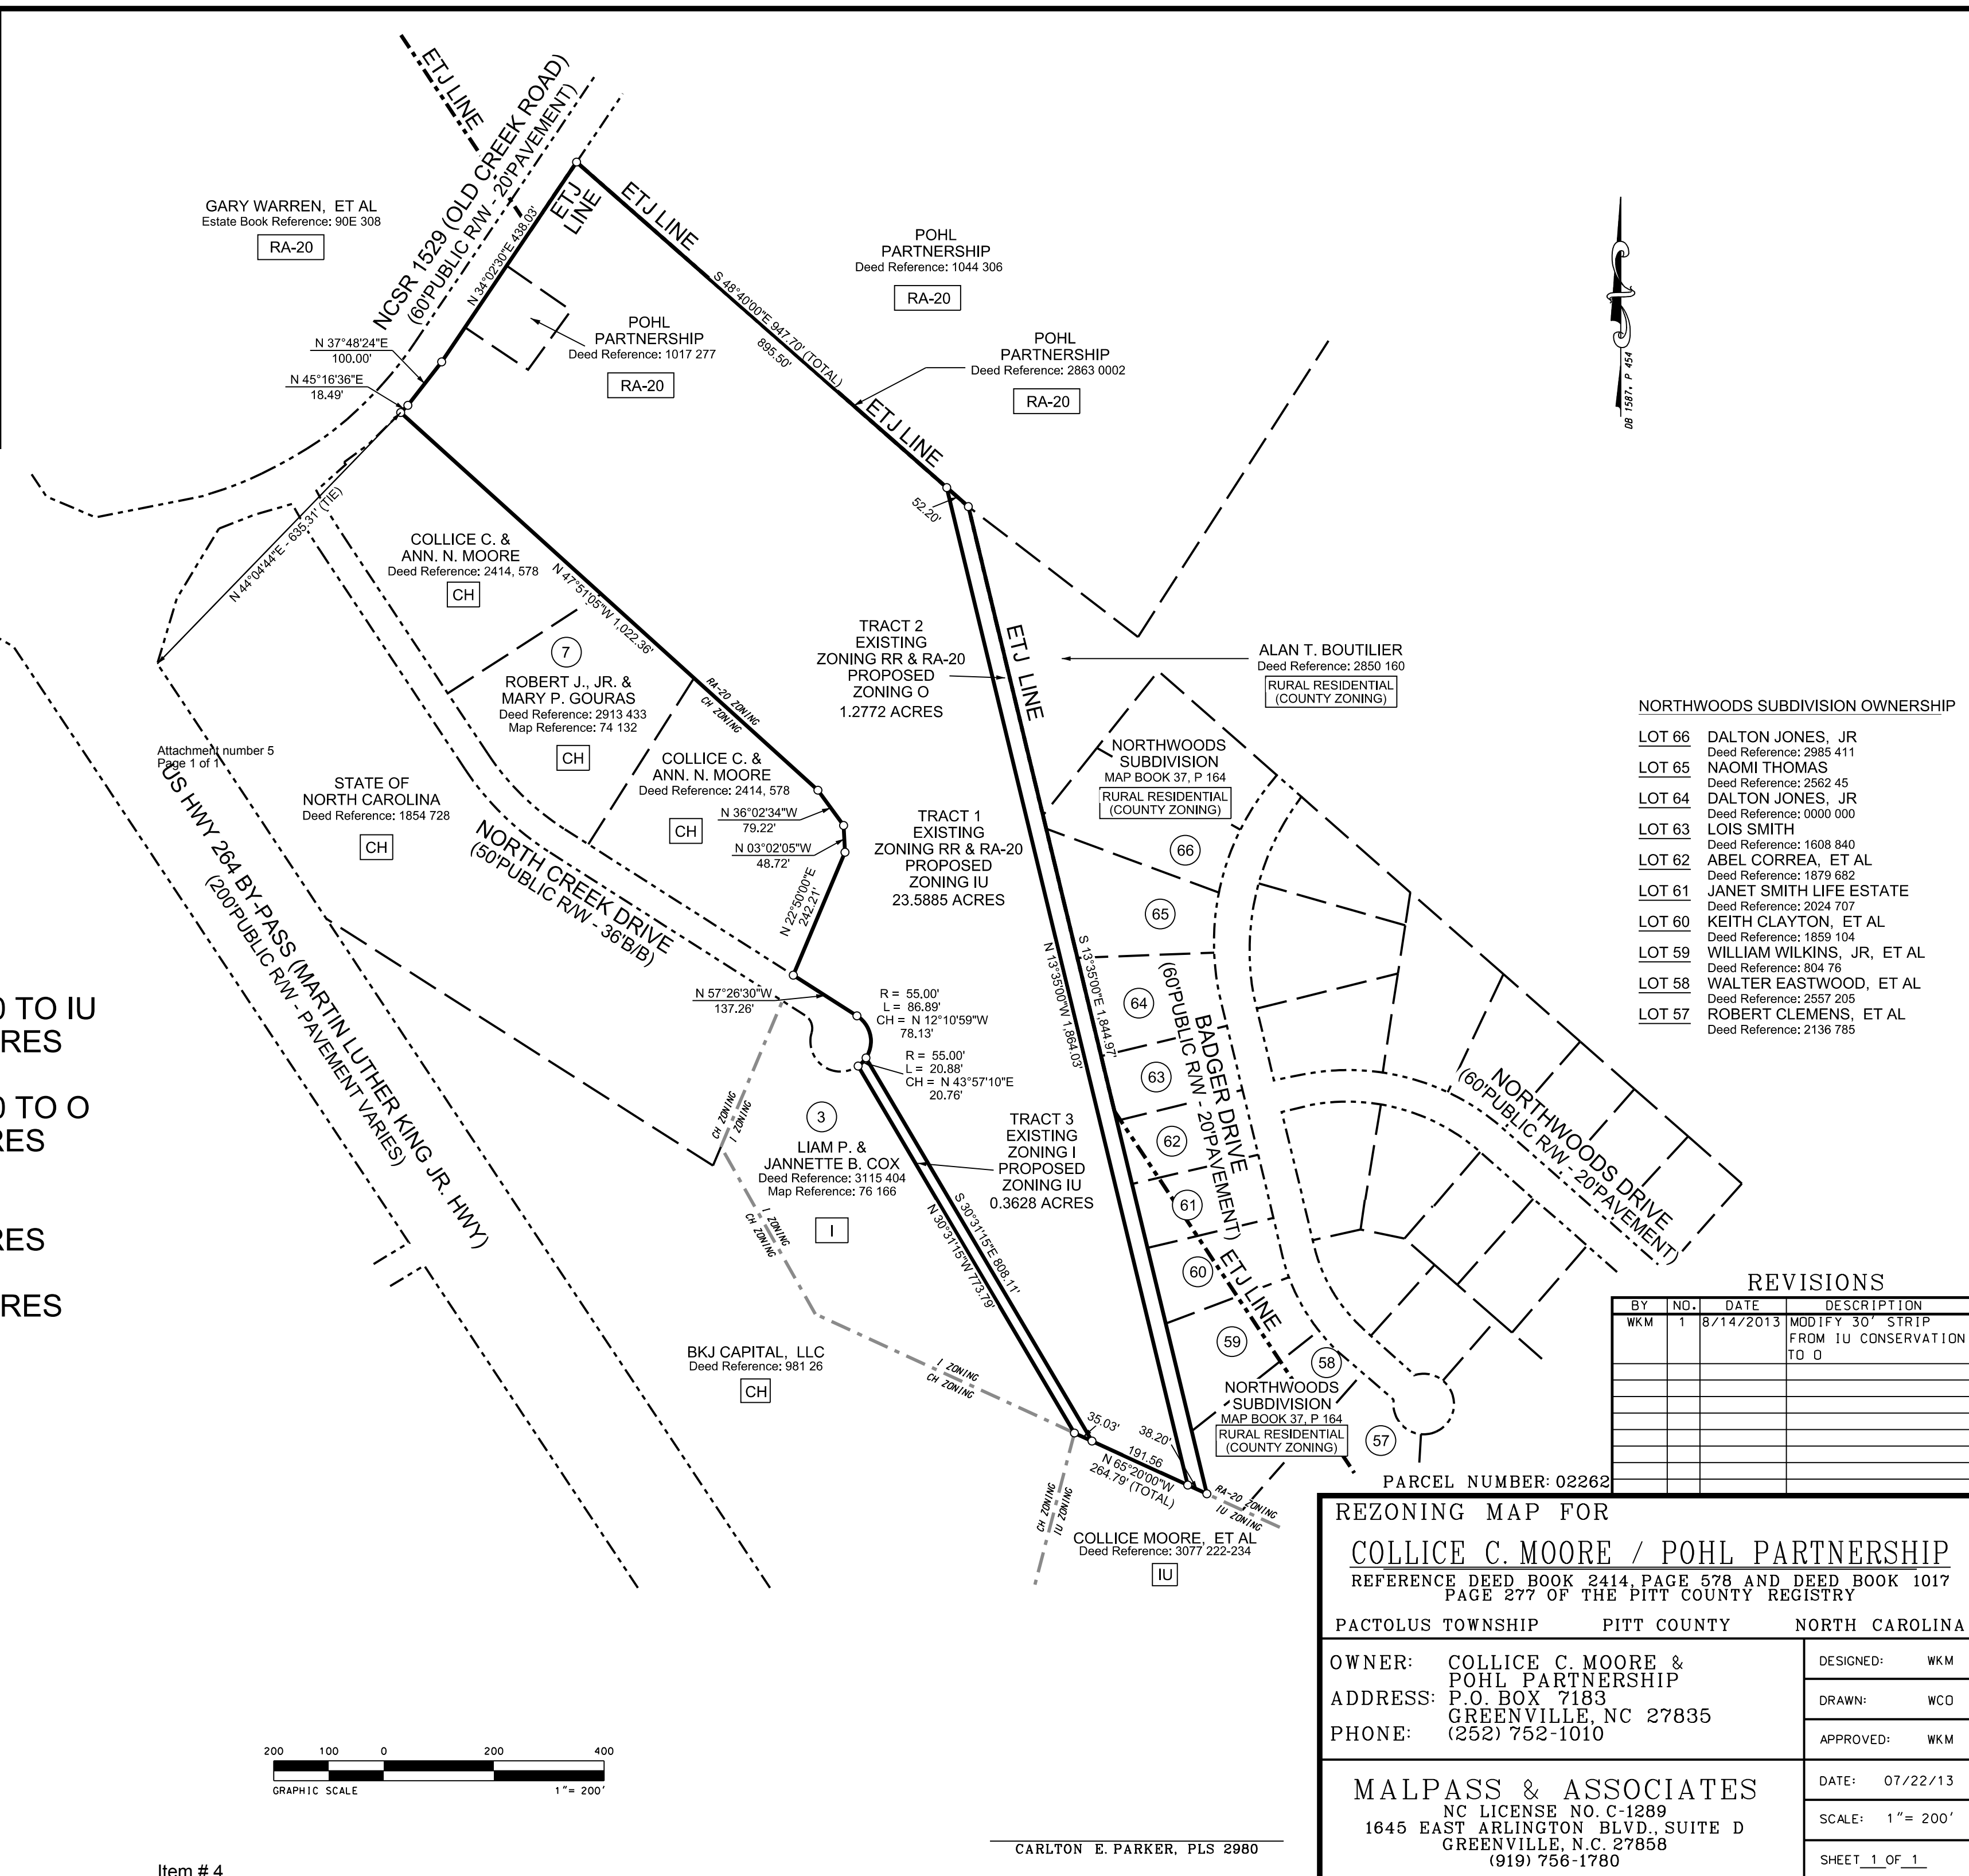 ETJ LINE
NCSR 1529 (OLD CREEK ROAD)
(60'PUBLIC R/W - 20'PAVEMENT)
GARY WARREN, ET AL
Estate Book Reference: 90E 308
RA-20
ETJ
LINE
ETJ LINE
N 34°02'30"E 438.03'
N 37°48'24"E
100.00'
N 45°16'36"E
18.49'
POHL
PARTNERSHIP
Deed Reference: 1017 277
RA-20
S 48°40'00"E 947.70' (TOTAL)
895.50'
POHL
PARTNERSHIP
Deed Reference: 1044 306
RA-20
POHL
PARTNERSHIP
Deed Reference: 2863 0002
RA-20
ETJ LINE
52.20'
DB 1587, P 454
N 44°04'44"E - 635.31' (TIE)
COLLICE C. &
ANN. N. MOORE
Deed Reference: 2414, 578
CH
N 47°51'05"W 1,022.36'
7
ROBERT J., JR. &
MARY P. GOURAS
Deed Reference: 2913 433
Map Reference: 74 132
CH
RA-20 ZONING
CH ZONING
COLLICE C. &
ANN. N. MOORE
Deed Reference: 2414, 578
CH
N 36°02'34"W
79.22'
N 03°02'05"W
48.72'
N 22°50'00"E
242.21'
TRACT 2
EXISTING
ZONING RR & RA-20
PROPOSED
ZONING O
1.2772 ACRES
ETJ LINE
ALAN T. BOUTILIER
Deed Reference: 2850 160
RURAL RESIDENTIAL
(COUNTY ZONING)
TRACT 1
EXISTING
ZONING RR & RA-20
PROPOSED
ZONING IU
23.5885 ACRES
NORTHWOODS
SUBDIVISION
MAP BOOK 37, P 164
RURAL RESIDENTIAL
(COUNTY ZONING)
Attachment number 5
Page 1 of 1
STATE OF
NORTH CAROLINA
Deed Reference: 1854 728
CH
US HWY 264 BY-PASS (MARTIN LUTHER KING JR. HWY)
(200'PUBLIC R/W - PAVEMENT VARIES)
NORTH CREEK DRIVE
(50'PUBLIC R/W - 36'B/B)
N 57°26'30"W
137.26'
R = 55.00'
L = 86.89'
CH = N 12°10'59"W
78.13'
R = 55.00'
L = 20.88'
CH = N 43°57'10"E
20.76'
N 13°35'00"W 1,864.03'
S 13°35'00"E 1,844.97'
66
65
64
63
62
61
60
59
58
57
BADGER DRIVE
(60'PUBLIC R/W - 20'PAVEMENT)
ETJ LINE
NORTHWOODS DRIVE
(60'PUBLIC R/W - 20'PAVEMENT)
CH ZONING
I ZONING
3
LIAM P. &
JANNETTE B. COX
Deed Reference: 3115 404
Map Reference: 76 166
I
I ZONING
CH ZONING
TRACT 3
EXISTING
ZONING I
PROPOSED
ZONING IU
0.3628 ACRES
S 30°31'15"E 808.11'
N 30°31'15"W 773.79'
BKJ CAPITAL, LLC
Deed Reference: 981 26
CH
I ZONING
CH ZONING
35.03'
38.20'
191.56
N 65°20'00"W
264.79' (TOTAL)
CH ZONING
IU ZONING
RA-20 ZONING
IU ZONING
COLLICE MOORE, ET AL
Deed Reference: 3077 222-234
IU
NORTHWOODS
SUBDIVISION
MAP BOOK 37, P 164
RURAL RESIDENTIAL
(COUNTY ZONING)
0 TO IU
RES
0 TO O
RES
RES
RES
NORTHWOODS SUBDIVISION OWNERSHIP
LOT 66 DALTON JONES, JR
Deed Reference: 2985 411
LOT 65 NAOMI THOMAS
Deed Reference: 2562 45
LOT 64 DALTON JONES, JR
Deed Reference: 0000 000
LOT 63 LOIS SMITH
Deed Reference: 1608 840
LOT 62 ABEL CORREA, ET AL
Deed Reference: 1879 682
LOT 61 JANET SMITH LIFE ESTATE
Deed Reference: 2024 707
LOT 60 KEITH CLAYTON, ET AL
Deed Reference: 1859 104
LOT 59 WILLIAM WILKINS, JR, ET AL
Deed Reference: 804 76
LOT 58 WALTER EASTWOOD, ET AL
Deed Reference: 2557 205
LOT 57 ROBERT CLEMENS, ET AL
Deed Reference: 2136 785
REVISIONS
BY NO. DATE DESCRIPTION
WKM 1 8/14/2013 MODIFY 30' STRIP
FROM IU CONSERVATION
TO O
PARCEL NUMBER: 02262
REZONING MAP FOR
COLLICE C. MOORE / POHL PARTNERSHIP
REFERENCE DEED BOOK 2414, PAGE 578 AND DEED BOOK 1017
PAGE 277 OF THE PITT COUNTY REGISTRY
PACTOLUS TOWNSHIP PITT COUNTY NORTH CAROLINA
OWNER: COLLICE C. MOORE &
POHL PARTNERSHIP
ADDRESS: P.O. BOX 7183
GREENVILLE, NC 27835
PHONE: (252) 752-1010
DESIGNED: WKM
DRAWN: WCO
APPROVED: WKM
MALPASS & ASSOCIATES
NC LICENSE NO. C-1289
1645 EAST ARLINGTON BLVD., SUITE D
GREENVILLE, N.C. 27858
(919) 756-1780
DATE: 07/22/13
SCALE: 1"= 200'
SHEET 1 OF 1
200 100 0 200 400
GRAPHIC SCALE 1"= 200'
CARLTON E. PARKER, PLS 2980
Item # 4